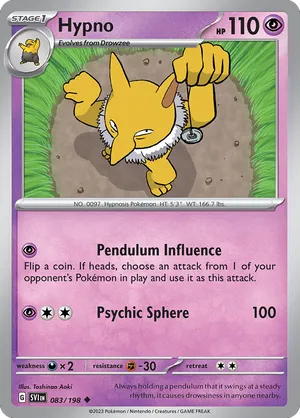 STAGE 1 Hypno HP 110
Evolves from Drowzee
NO. 0097. Hypnosis Pokémon HT: 5'3" WT: 166.7 lbs.
Pendulum Influence
Flip a coin. If heads, choose an attack from 1 of your
opponent's Pokémon in play and use it as this attack.
Psychic Sphere 100
weakness ×2 resistance -30 retreat
Illus. Toshinao Aoki
Always holding a pendulum that it swings in a
steady rhythm, it causes drowsiness in anyone nearby.
G SVI EN 083/198
©2023 Pokémon / Nintendo / Creatures / GAME FREAK